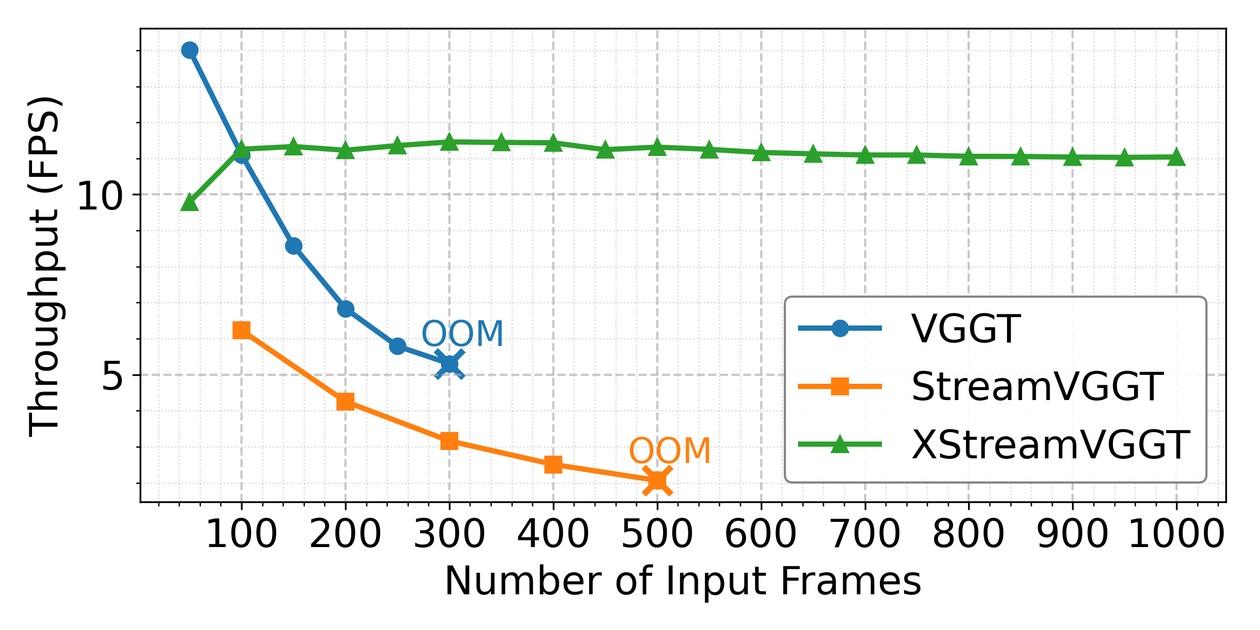 Throughput (FPS)
10
5
OOM
OOM
VGGT
StreamVGGT
XStreamVGGT
100 200 300 400 500 600 700 800 900 1000
Number of Input Frames